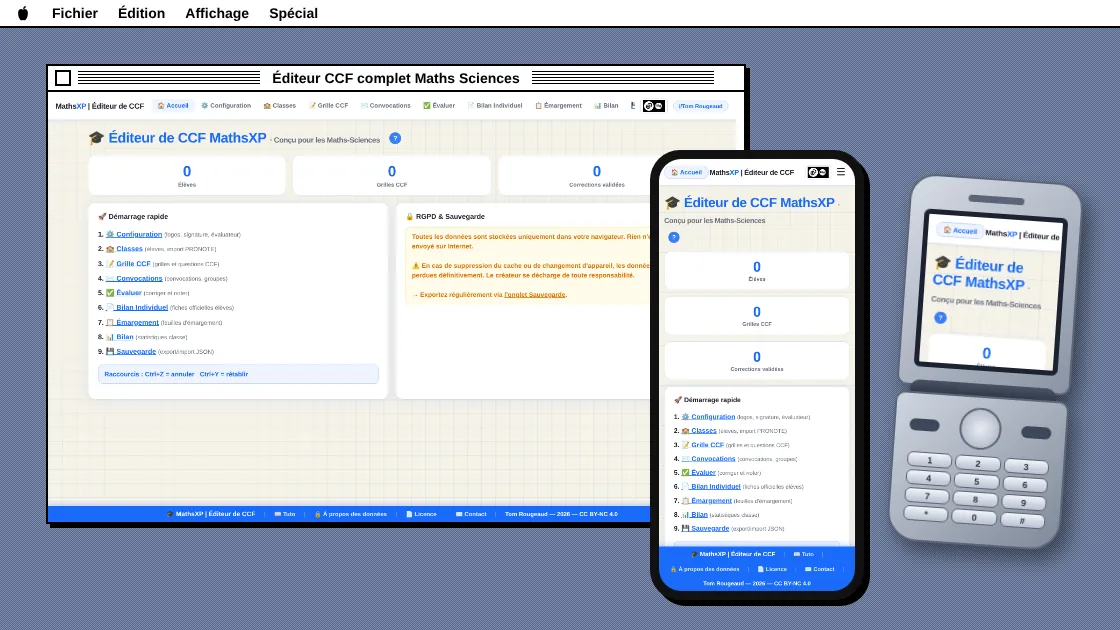 Fichier Édition Affichage Spécial
Éditeur CCF complet Maths Sciences
MathsXP | Éditeur de CCF 🏠 Accueil ⚙️ Configuration 🏫 Classes 📝 Grille CCF ✉️ Convocations ✅ Évaluer 📄 Bilan Individuel 📋 Émargement 📊 Bilan 💾 //Tom Rougeaud
🎓 Éditeur de CCF MathsXP · Conçu pour les Maths-Sciences ?
0
Élèves
0
Grilles CCF
0
Corrections validées
🚀 Démarrage rapide
1. ⚙️ Configuration (logos, signature, évaluateur)
2. 🏫 Classes (élèves, import PRONOTE)
3. 📝 Grille CCF (grilles et questions CCF)
4. ✉️ Convocations (convocations, groupes)
5. ✅ Évaluer (corriger et noter)
6. 📄 Bilan Individuel (fiches officielles élèves)
7. 📋 Émargement (feuilles d'émargement)
8. 📊 Bilan (statistiques classe)
9. 💾 Sauvegarde (export/import JSON)
Raccourcis : Ctrl+Z = annuler Ctrl+Y = rétablir
🔒 RGPD & Sauvegarde
Toutes les données sont stockées uniquement dans votre navigateur. Rien n'e
envoyé sur Internet.
⚠️ En cas de suppression du cache ou de changement d'appareil, les données
perdues définitivement. Le créateur se décharge de toute responsabilité.
→ Exportez régulièrement via l'onglet Sauvegarde.
🎓 MathsXP | Éditeur de CCF | 📖 Tuto | 🔒 À propos des données | 📄 Licence ✉️ Contact | Tom Rougeaud — 2026 — CC BY-NC 4.0
🏠 Accueil MathsXP | Éditeur de CCF ☰
🎓 Éditeur de CCF MathsXP ·
Conçu pour les Maths-Sciences
?
0
Élèves
0
Grilles CCF
0
Corrections validées
🚀 Démarrage rapide
1. ⚙️ Configuration (logos, signature, évaluateur)
2. 🏫 Classes (élèves, import PRONOTE)
3. 📝 Grille CCF (grilles et questions CCF)
4. ✉️ Convocations (convocations, groupes)
5. ✅ Évaluer (corriger et noter)
6. 📄 Bilan Individuel (fiches officielles élèves)
7. 📋 Émargement (feuilles d'émargement)
8. 📊 Bilan (statistiques classe)
9. 💾 Sauvegarde (export/import JSON)
🎓 MathsXP | Éditeur de CCF | 📖 Tuto |
🔒 À propos des données | 📄 Licence | ✉️ Contact |
Tom Rougeaud — 2026 — CC BY-NC 4.0
🏠 Accueil MathsXP | Éditeur de
🎓 Éditeur de
CCF MathsXP ·
Conçu pour les Maths-Sciences
?
0
1 2 3
4 5 6
7 8 9
* 0 #